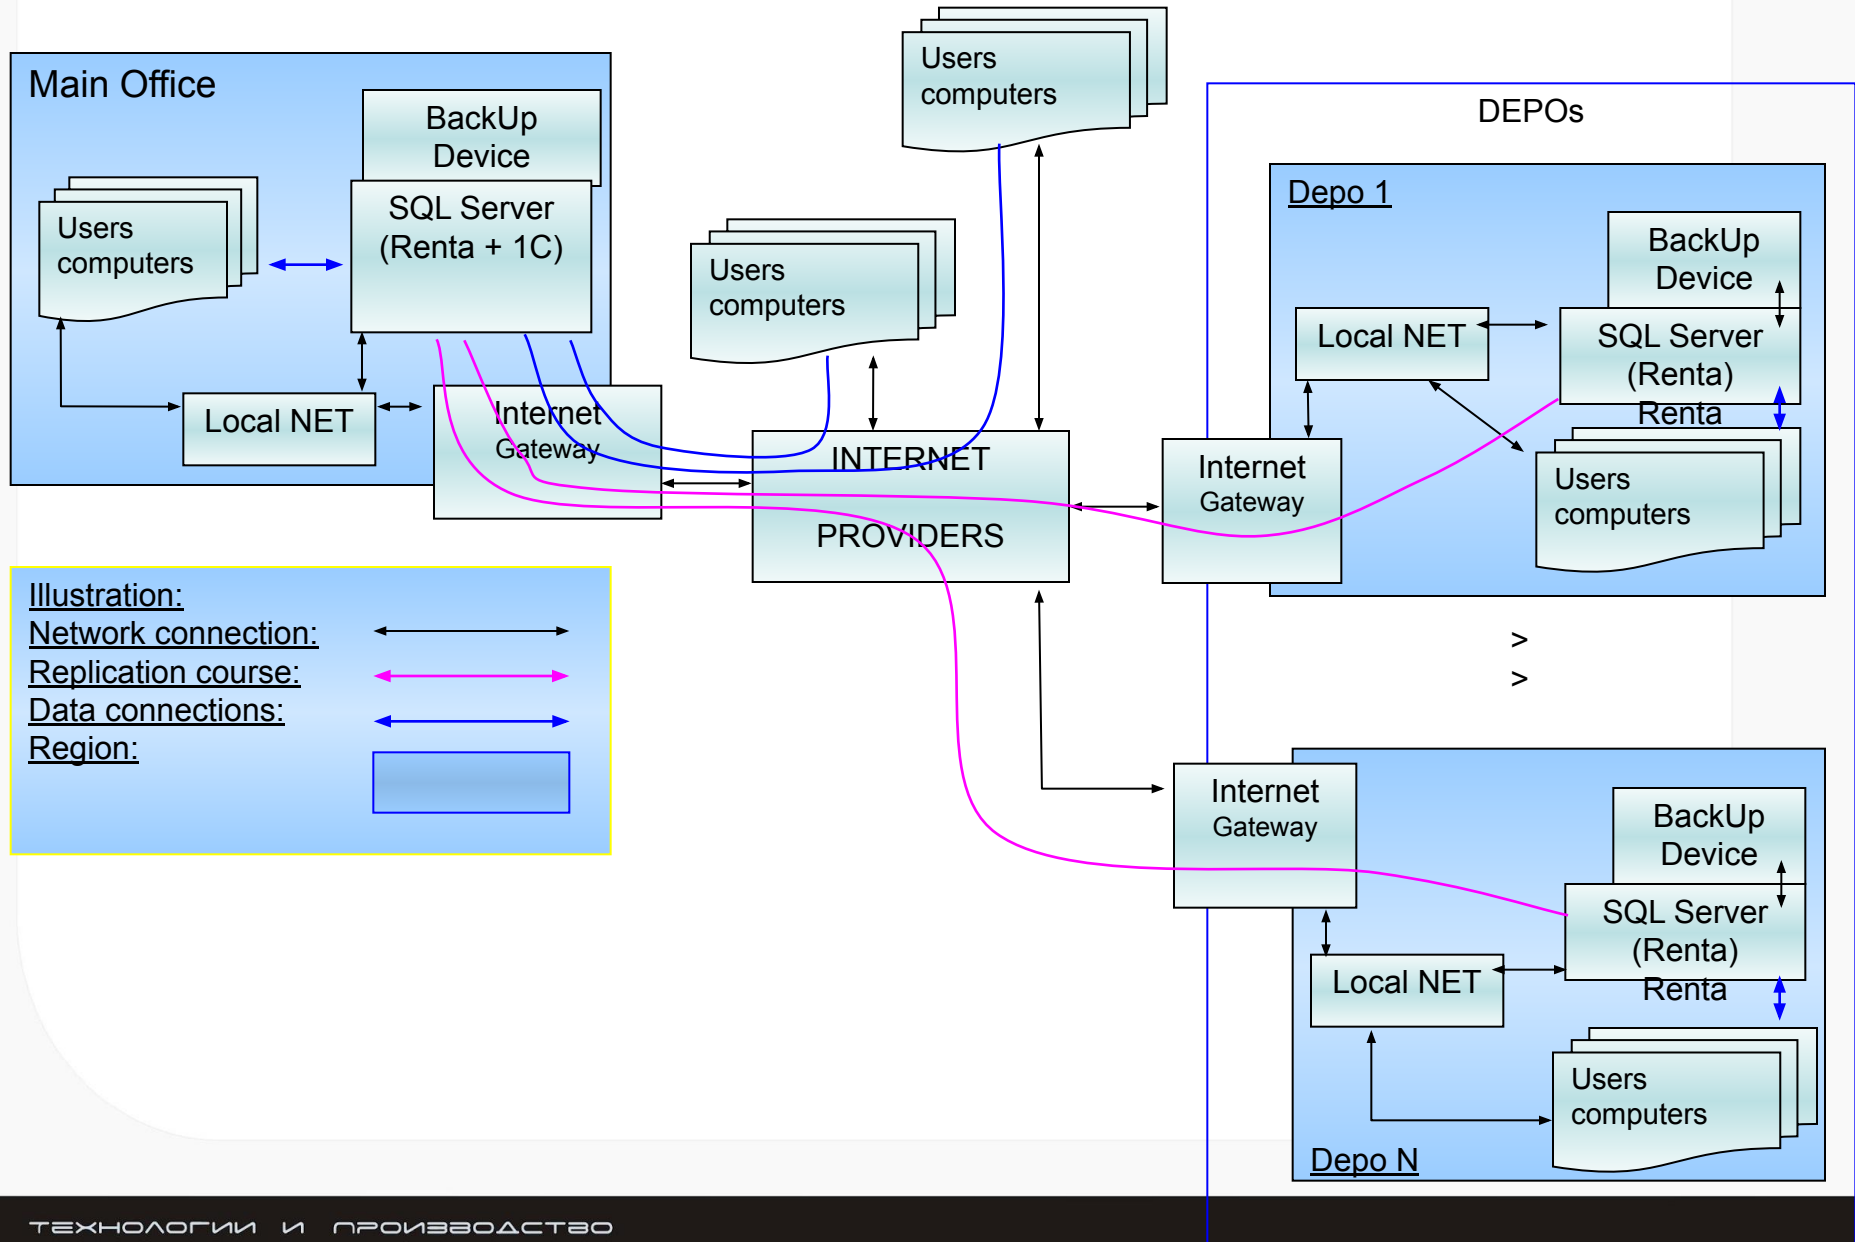 Main Office
BackUp
Device
SQL Server
(Renta + 1C)
Users
computers
Local NET
Internet
Gateway
Users
computers
Users
computers
INTERNET
PROVIDERS
DEPOs
Depo 1
BackUp
Device
Local NET
SQL Server
(Renta)
Renta
Internet
Gateway
Users
computers
>
>
Illustration:
Network connection:
Replication course:
Data connections:
Region:
Internet
Gateway
BackUp
Device
SQL Server
(Renta)
Renta
Local NET
Users
computers
Depo N
ТЕХНОЛОГИИ И ПРОИЗВОДСТВО